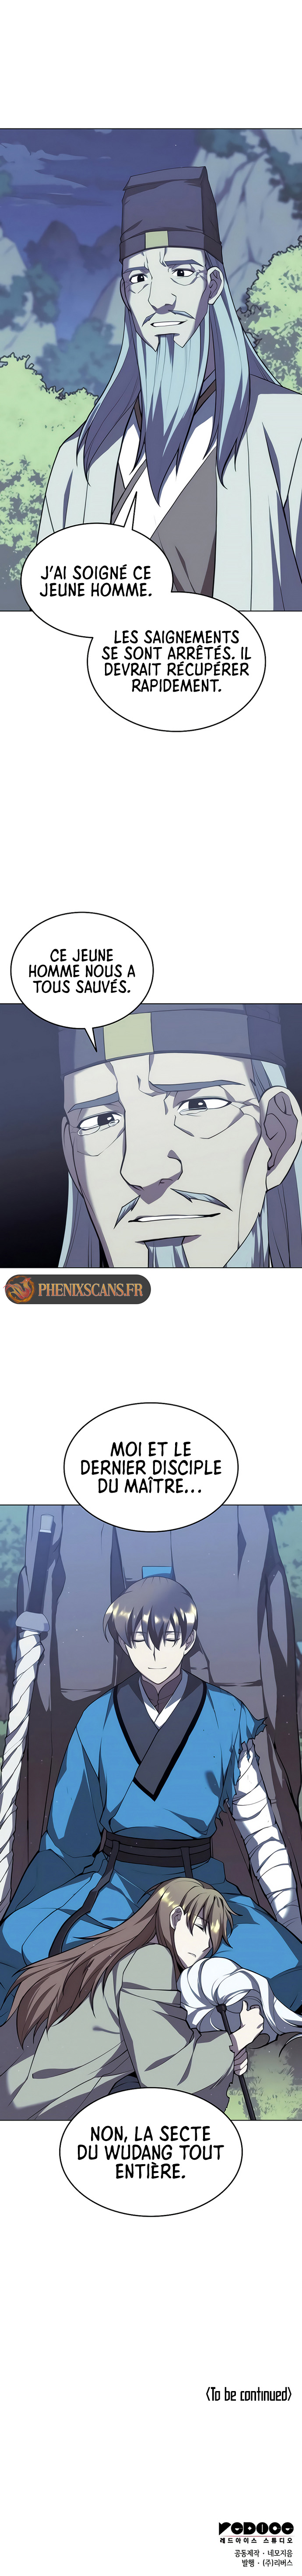 J'AI SOIGNÉ CE
JEUNE HOMME.
LES SAIGNEMENTS
SE SONT ARRÊTÉS. IL
DEVRAIT RÉCUPÉRER
RAPIDEMENT.
CE JEUNE
HOMME NOUS A
TOUS SAUVÉS.
PHENIXSCANS.FR
MOI ET LE
DERNIER DISCIPLE
DU MAÎTRE...
NON, LA SECTE
DU WUDANG TOUT
ENTIÈRE.
<To be continued>
REDICE
레드아이스 스튜디오
공동제작 · 네모지음
발행 · (주)리버스